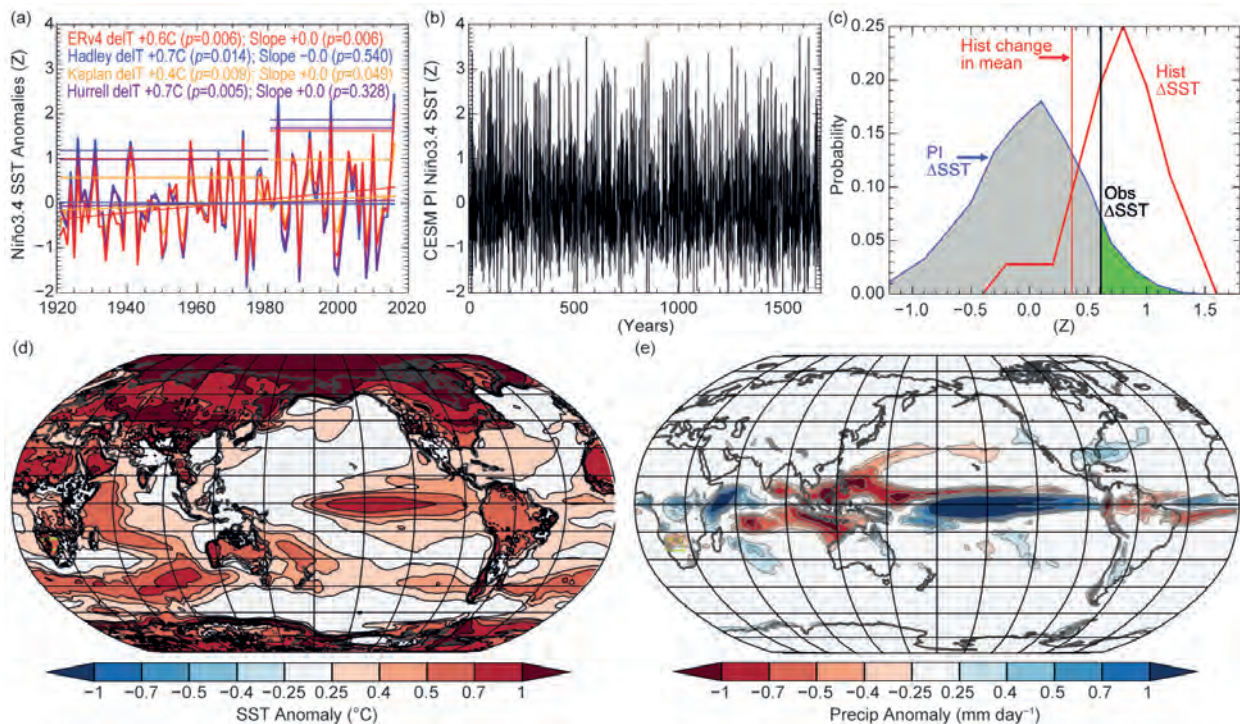 (a)
ERv4 delT +0.6C (p=0.006); Slope +0.0 (p=0.006)
Hadley delT +0.7C (p=0.014); Slope −0.0 (p=0.540)
Kaplan delT +0.4C (p=0.009); Slope +0.0 (p=0.049)
Hurrell delT +0.7C (p=0.005); Slope +0.0 (p=0.328)
Niño3.4 SST Anomalies (Z)
4
3
2
1
0
−1
−2
1920 1940 1960 1980 2000 2020
(b)
CESM PI Niño3.4 SST (Z)
4
3
2
1
0
−1
−2
0 500 1000 1500
(Years)
(c)
Probability
0.25
0.20
0.15
0.10
0.05
0.00
Hist change
in mean
Hist
ΔSST
PI
ΔSST
Obs
ΔSST
−1.0 −0.5 0.0 0.5 1.0 1.5
(Z)
(d)
−1 −0.7 −0.4 −0.25 0.25 0.4 0.7 1
SST Anomaly (°C)
(e)
−1 −0.7 −0.4 −0.25 0.25 0.4 0.7 1
Precip Anomaly (mm day⁻¹)